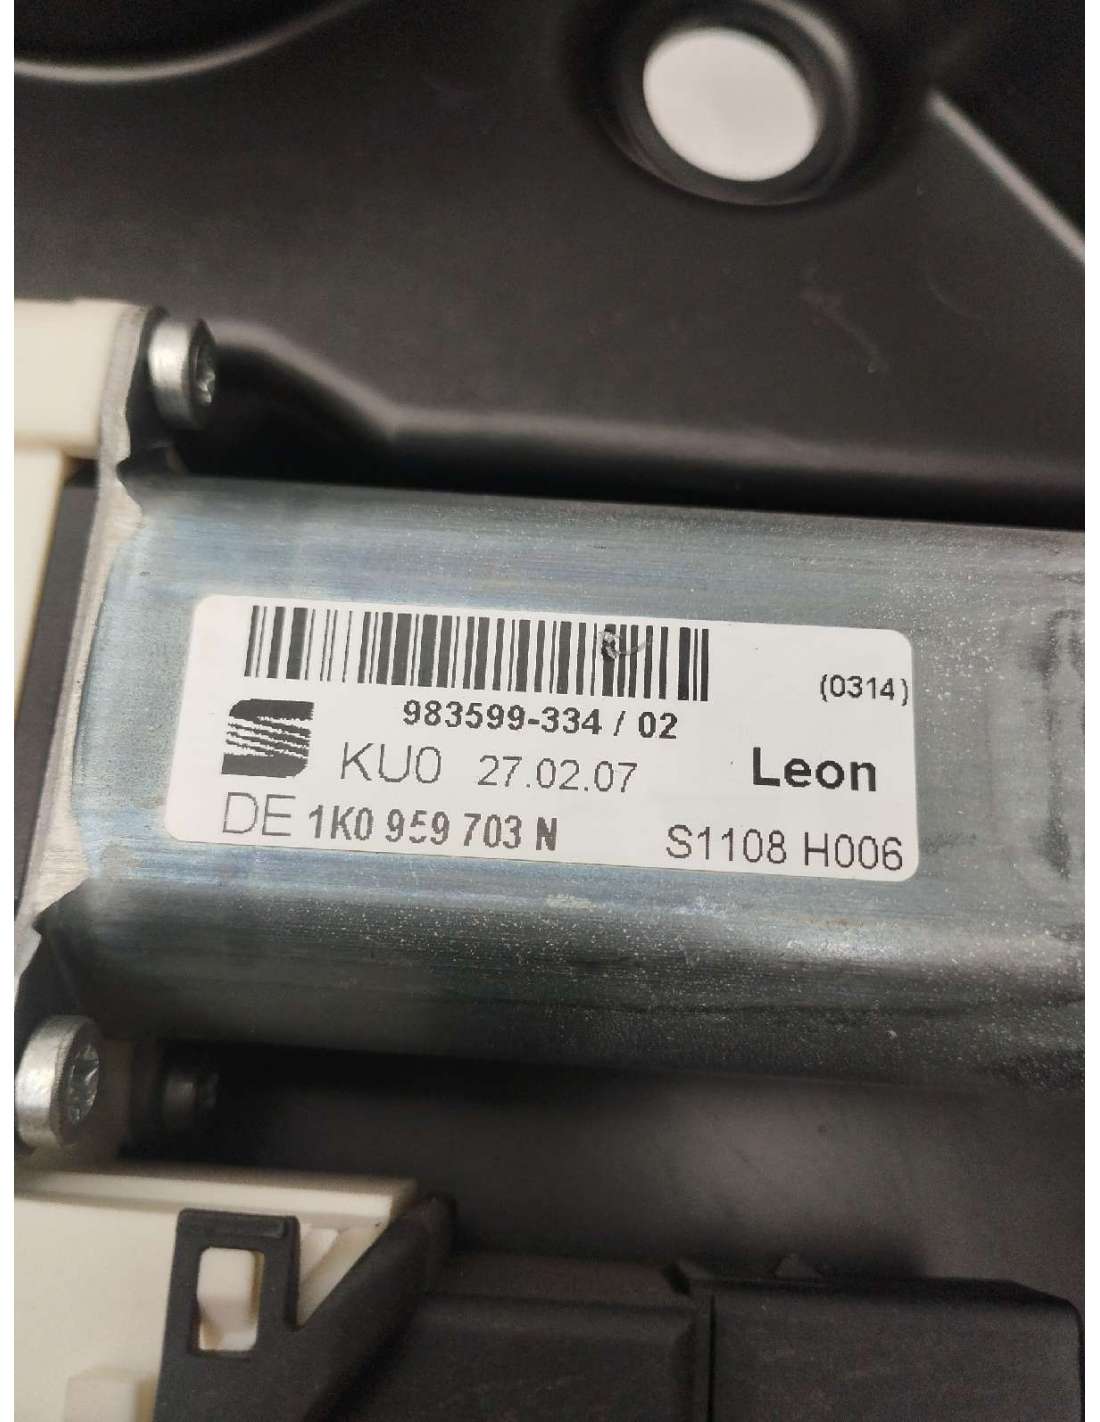 (0314)
983599-334 / 02
KU0 27.02.07 Leon
DE 1K0 959 703 N S1108 H006